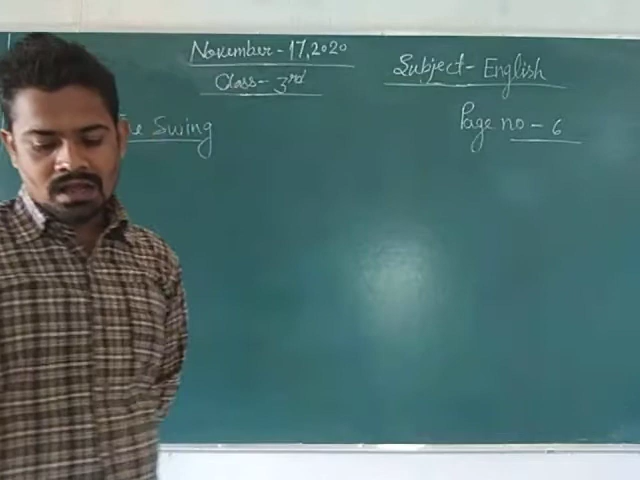 November - 17, 2020
Class - 3rd
Subject - English
Swing
Page no - 6